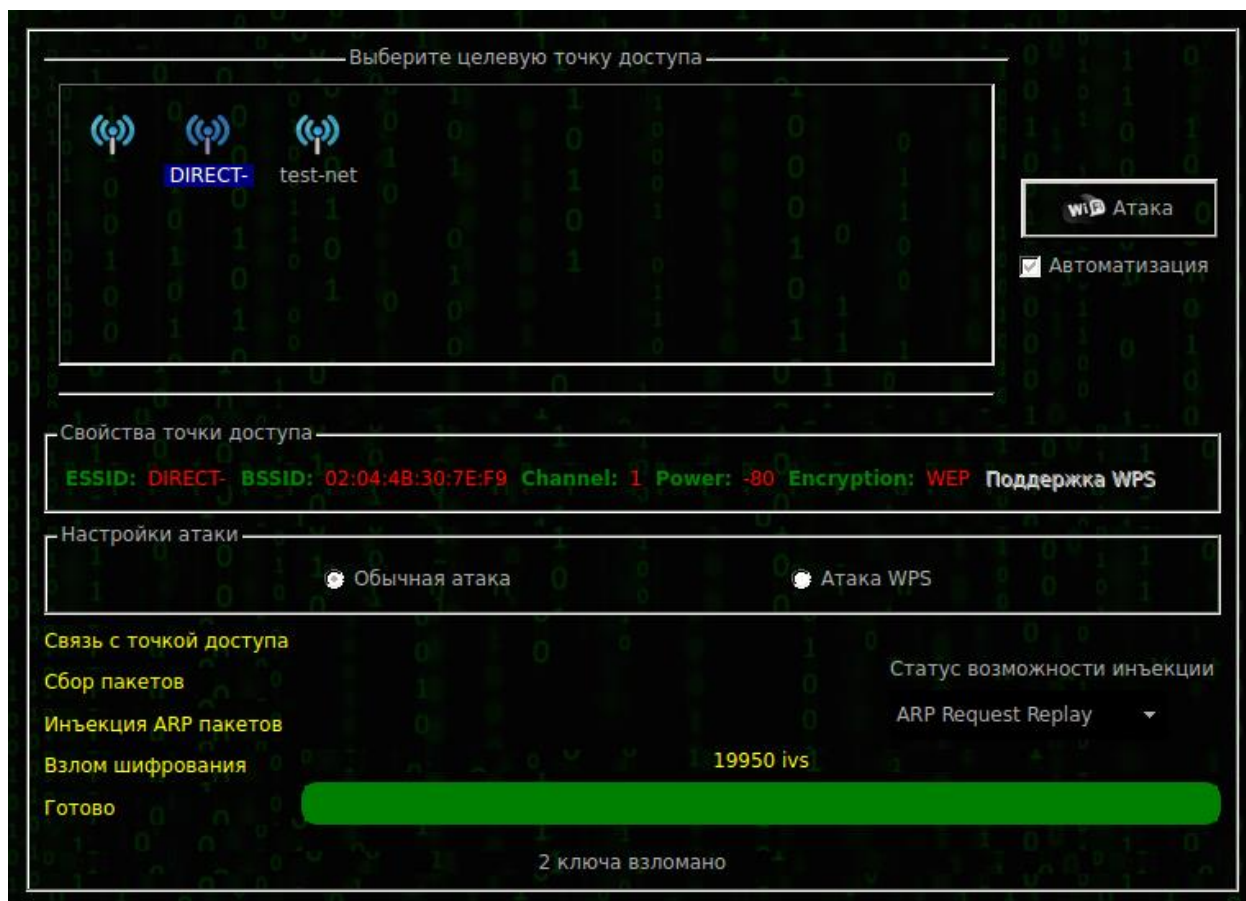 Выберите целевую точку доступа
DIRECT-
test-net
WiFi Атака
Автоматизация
Свойства точки доступа
ESSID: DIRECT- BSSID: 02:04:4B:30:7E:F9 Channel: 1 Power: -80 Encryption: WEP Поддержка WPS
Настройки атаки
Обычная атака
Атака WPS
Связь с точкой доступа
Сбор пакетов
Статус возможности инъекции
Инъекция ARP пакетов
ARP Request Replay
Взлом шифрования
19950 ivs
Готово
2 ключа взломано